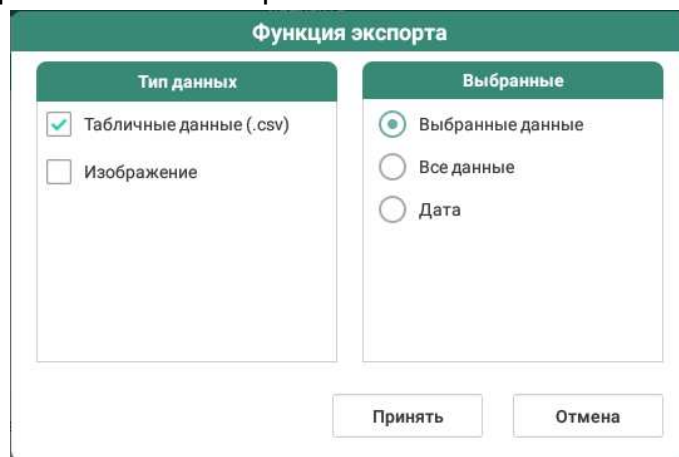 Функция экспорта
Тип данных
Табличные данные (.csv)
Изображение
Выбранные
Выбранные данные
Все данные
Дата
Принять
Отмена